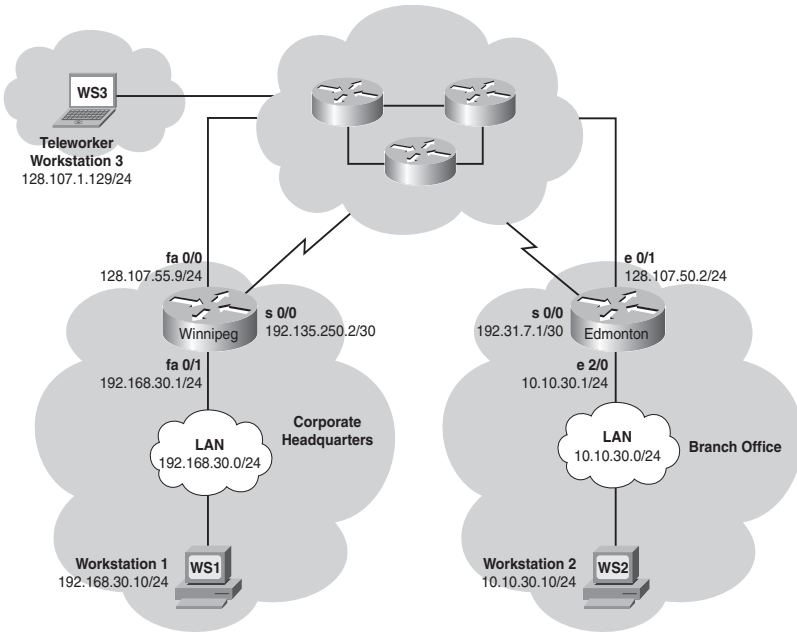 WS3
Teleworker
Workstation 3
128.107.1.129/24
fa 0/0
128.107.55.9/24
e 0/1
128.107.50.2/24
s 0/0
192.135.250.2/30
Winnipeg
s 0/0
192.31.7.1/30
Edmonton
fa 0/1
192.168.30.1/24
e 2/0
10.10.30.1/24
LAN
192.168.30.0/24
Corporate
Headquarters
LAN
10.10.30.0/24
Branch Office
Workstation 1
192.168.30.10/24
WS1
Workstation 2
10.10.30.10/24
WS2